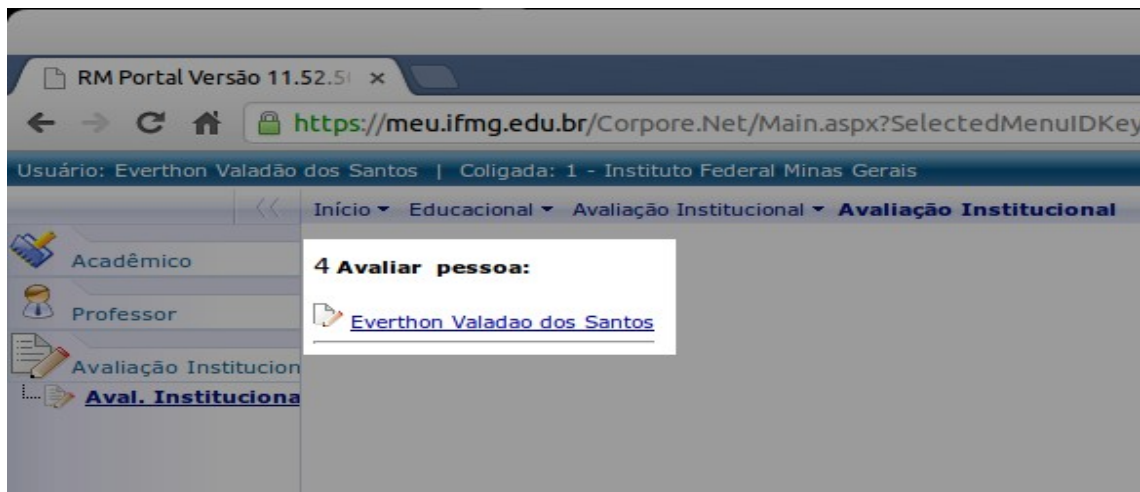 RM Portal Versão 11.52.5
https://meu.ifmg.edu.br/Corpore.Net/Main.aspx?SelectedMenuIDKey
Usuário: Everthon Valadão dos Santos | Coligada: 1 - Instituto Federal Minas Gerais
Início Educacional Avaliação Institucional Avaliação Institucional
Acadêmico
Professor
Avaliação Institucion
Aval. Instituciona
4 Avaliar pessoa:
Everthon Valadao dos Santos